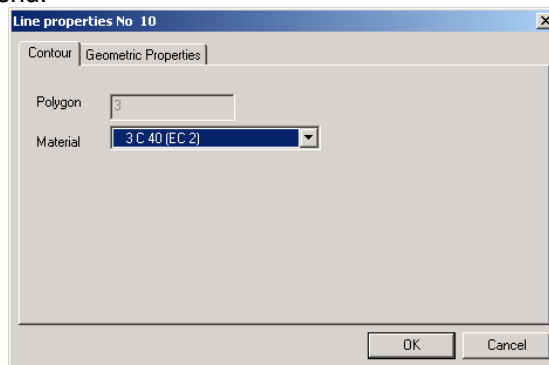 Line properties No 10
Contour Geometric Properties
Polygon 3
Material 3 C 40 (EC 2)
OK Cancel